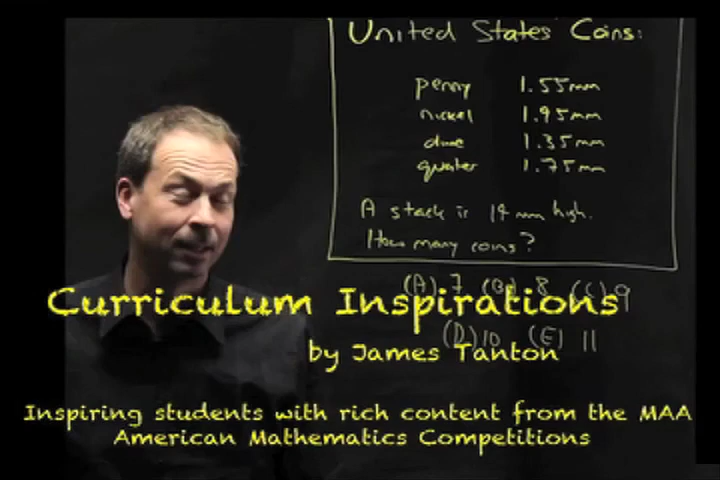 United States Coins:
penny 1.55mm
nickel 1.95mm
dime 1.35mm
quater 1.75mm
A stack is 14 mm high.
How many coins?
(A) 7 (B) 8 (C) 9
Curriculum Inspirations
(D) 10 (E) 11
by James Tanton
Inspiring students with rich content from the MAA
American Mathematics Competitions